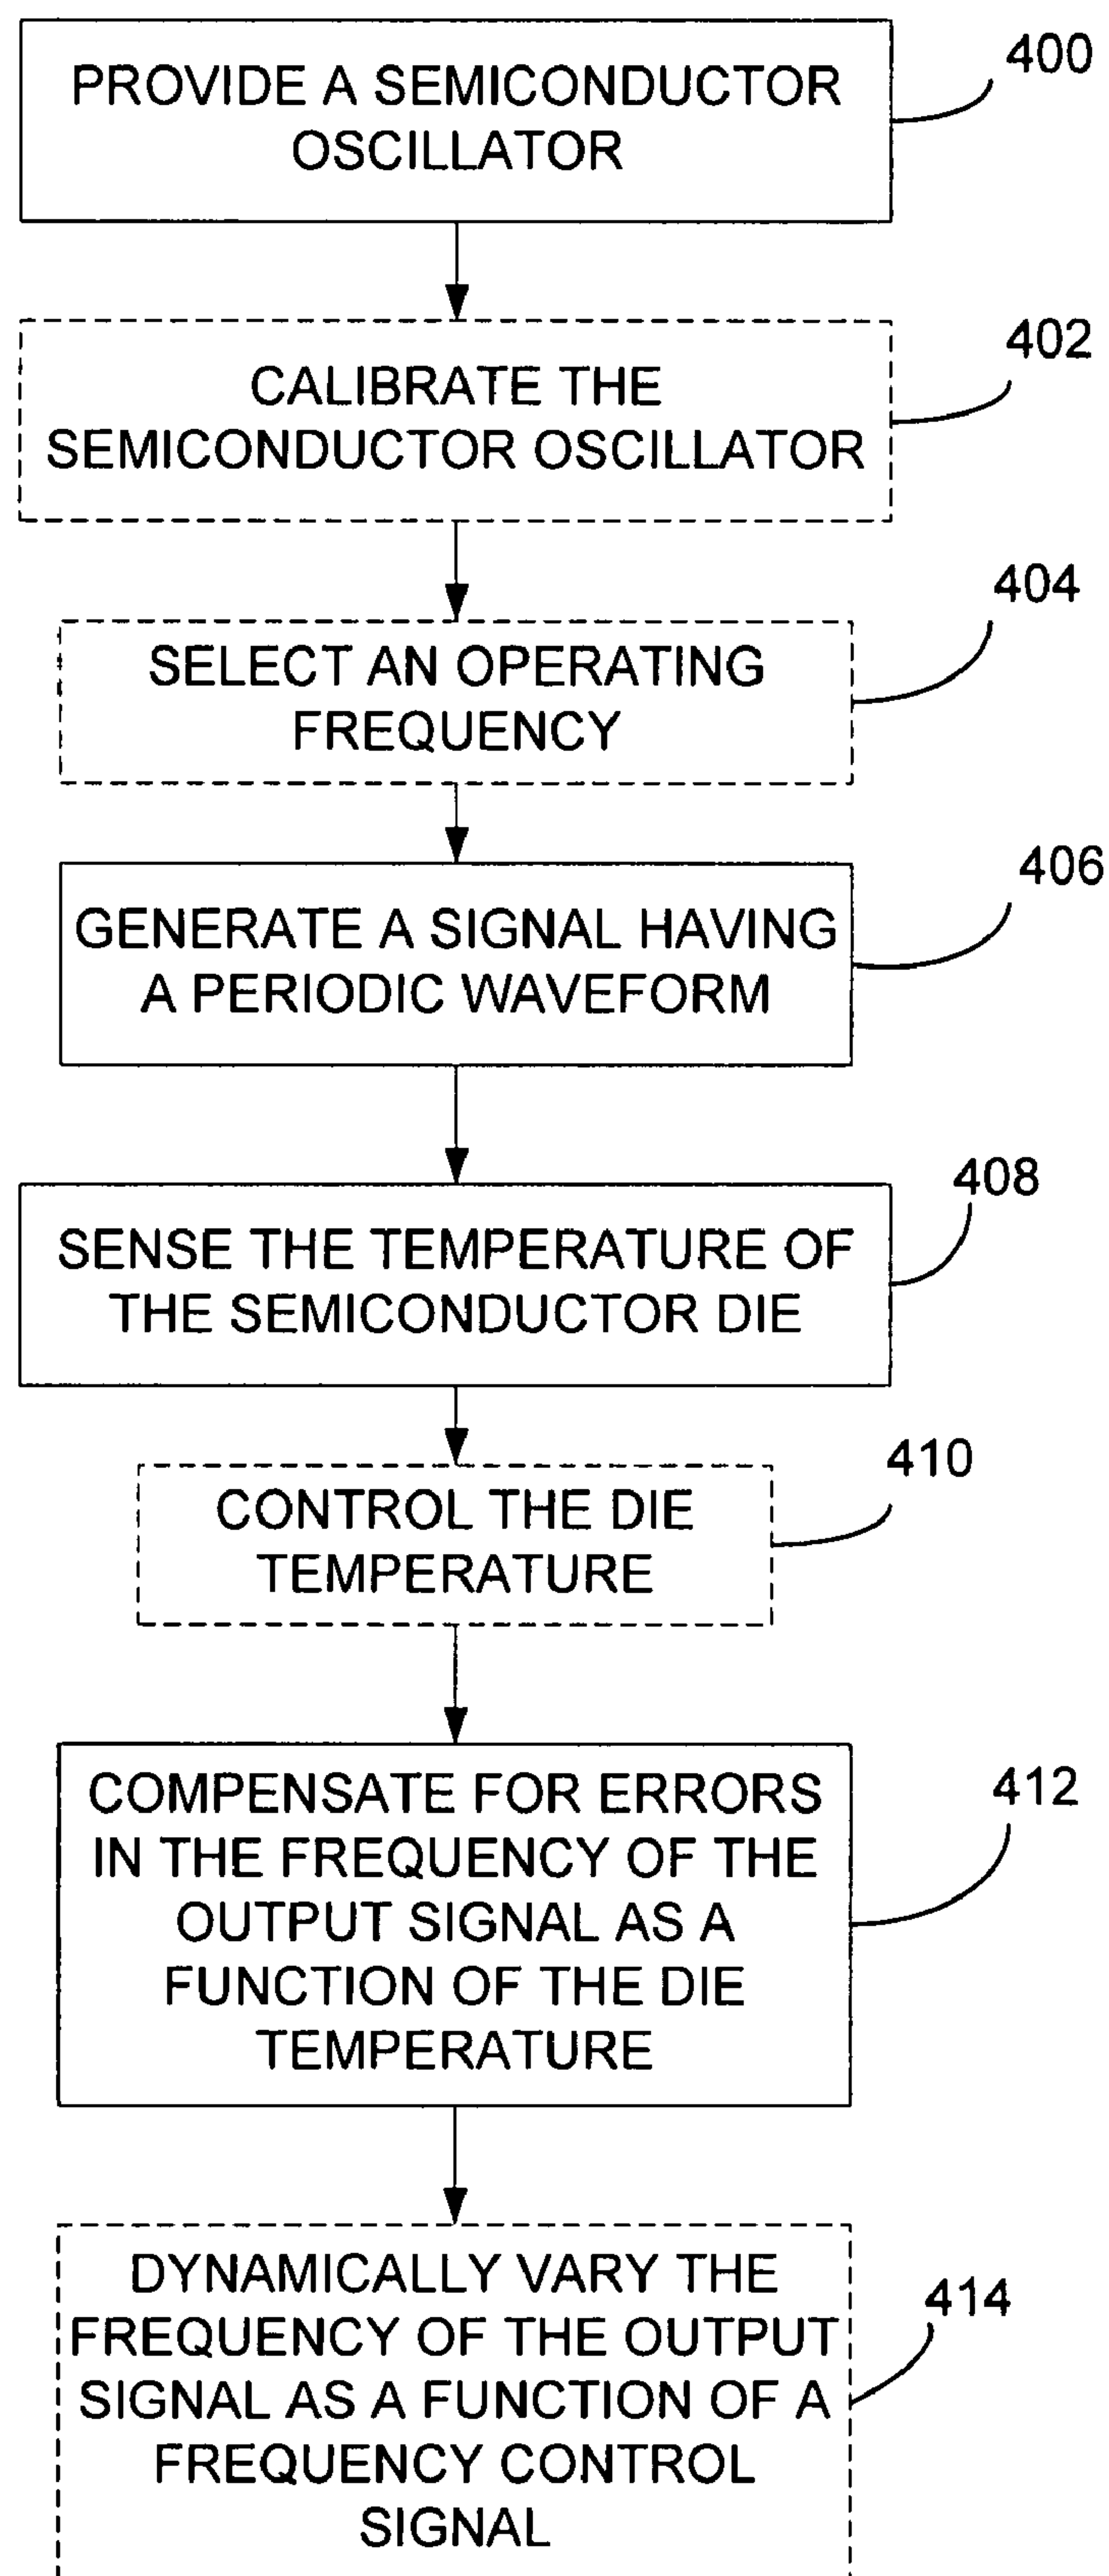 PROVIDE A SEMICONDUCTOR
OSCILLATOR
400
CALIBRATE THE
SEMICONDUCTOR OSCILLATOR
402
SELECT AN OPERATING
FREQUENCY
404
GENERATE A SIGNAL HAVING
A PERIODIC WAVEFORM
406
SENSE THE TEMPERATURE OF
THE SEMICONDUCTOR DIE
408
CONTROL THE DIE
TEMPERATURE
410
COMPENSATE FOR ERRORS
IN THE FREQUENCY OF THE
OUTPUT SIGNAL AS A
FUNCTION OF THE DIE
TEMPERATURE
412
DYNAMICALLY VARY THE
FREQUENCY OF THE OUTPUT
SIGNAL AS A FUNCTION OF A
FREQUENCY CONTROL
SIGNAL
414